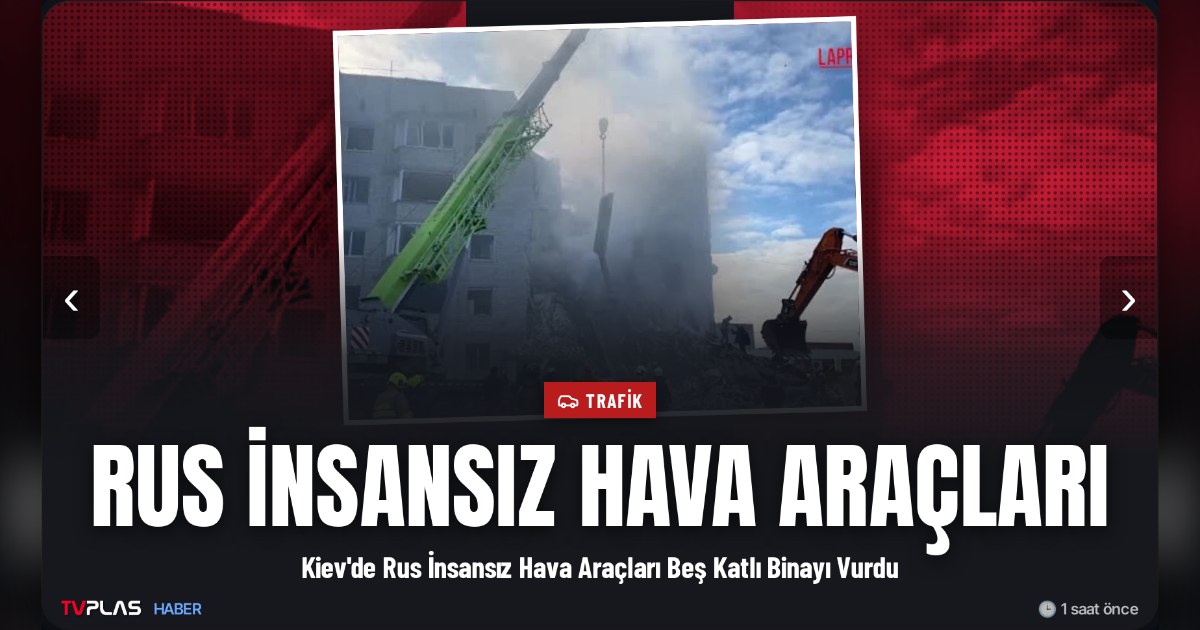 LAPR
TRAFİK
RUS İNSANSIZ HAVA ARAÇLARI
Kiev'de Rus İnsansız Hava Araçları Beş Katlı Binayı Vurdu
TVPLAS HABER
1 saat önce